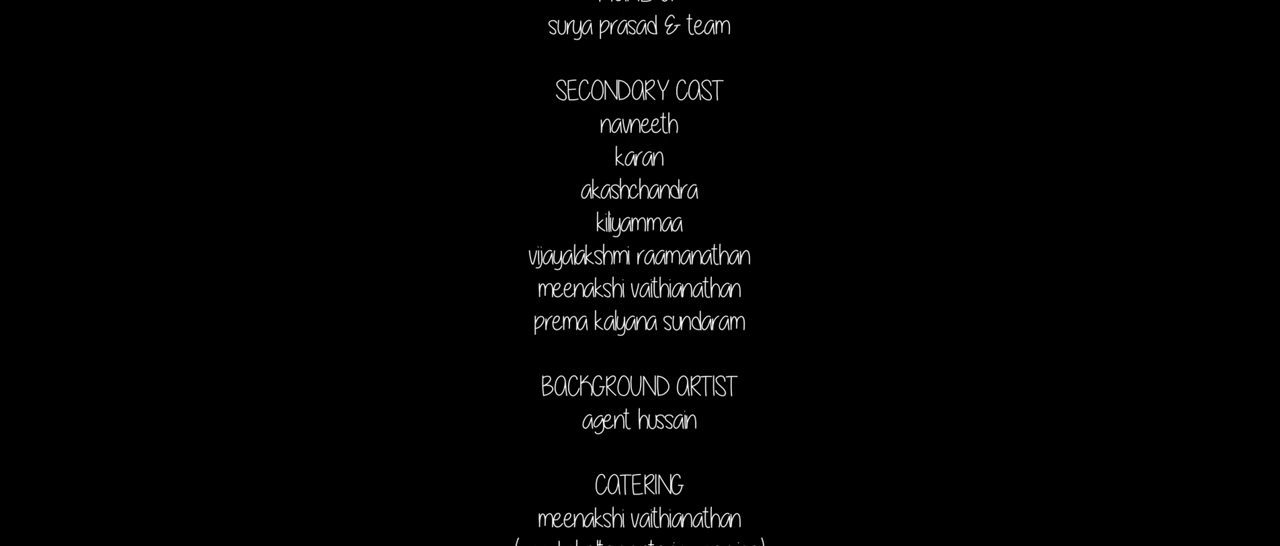 surya prasad & team
SECONDARY CAST
navneeth
karan
akashchandra
kiliyammaa
vijayalakshmi raamanathan
meenakshi vaithianathan
prema kalyana sundaram
BACKGROUND ARTIST
agent hussain
CATERING
meenakshi vaithianathan